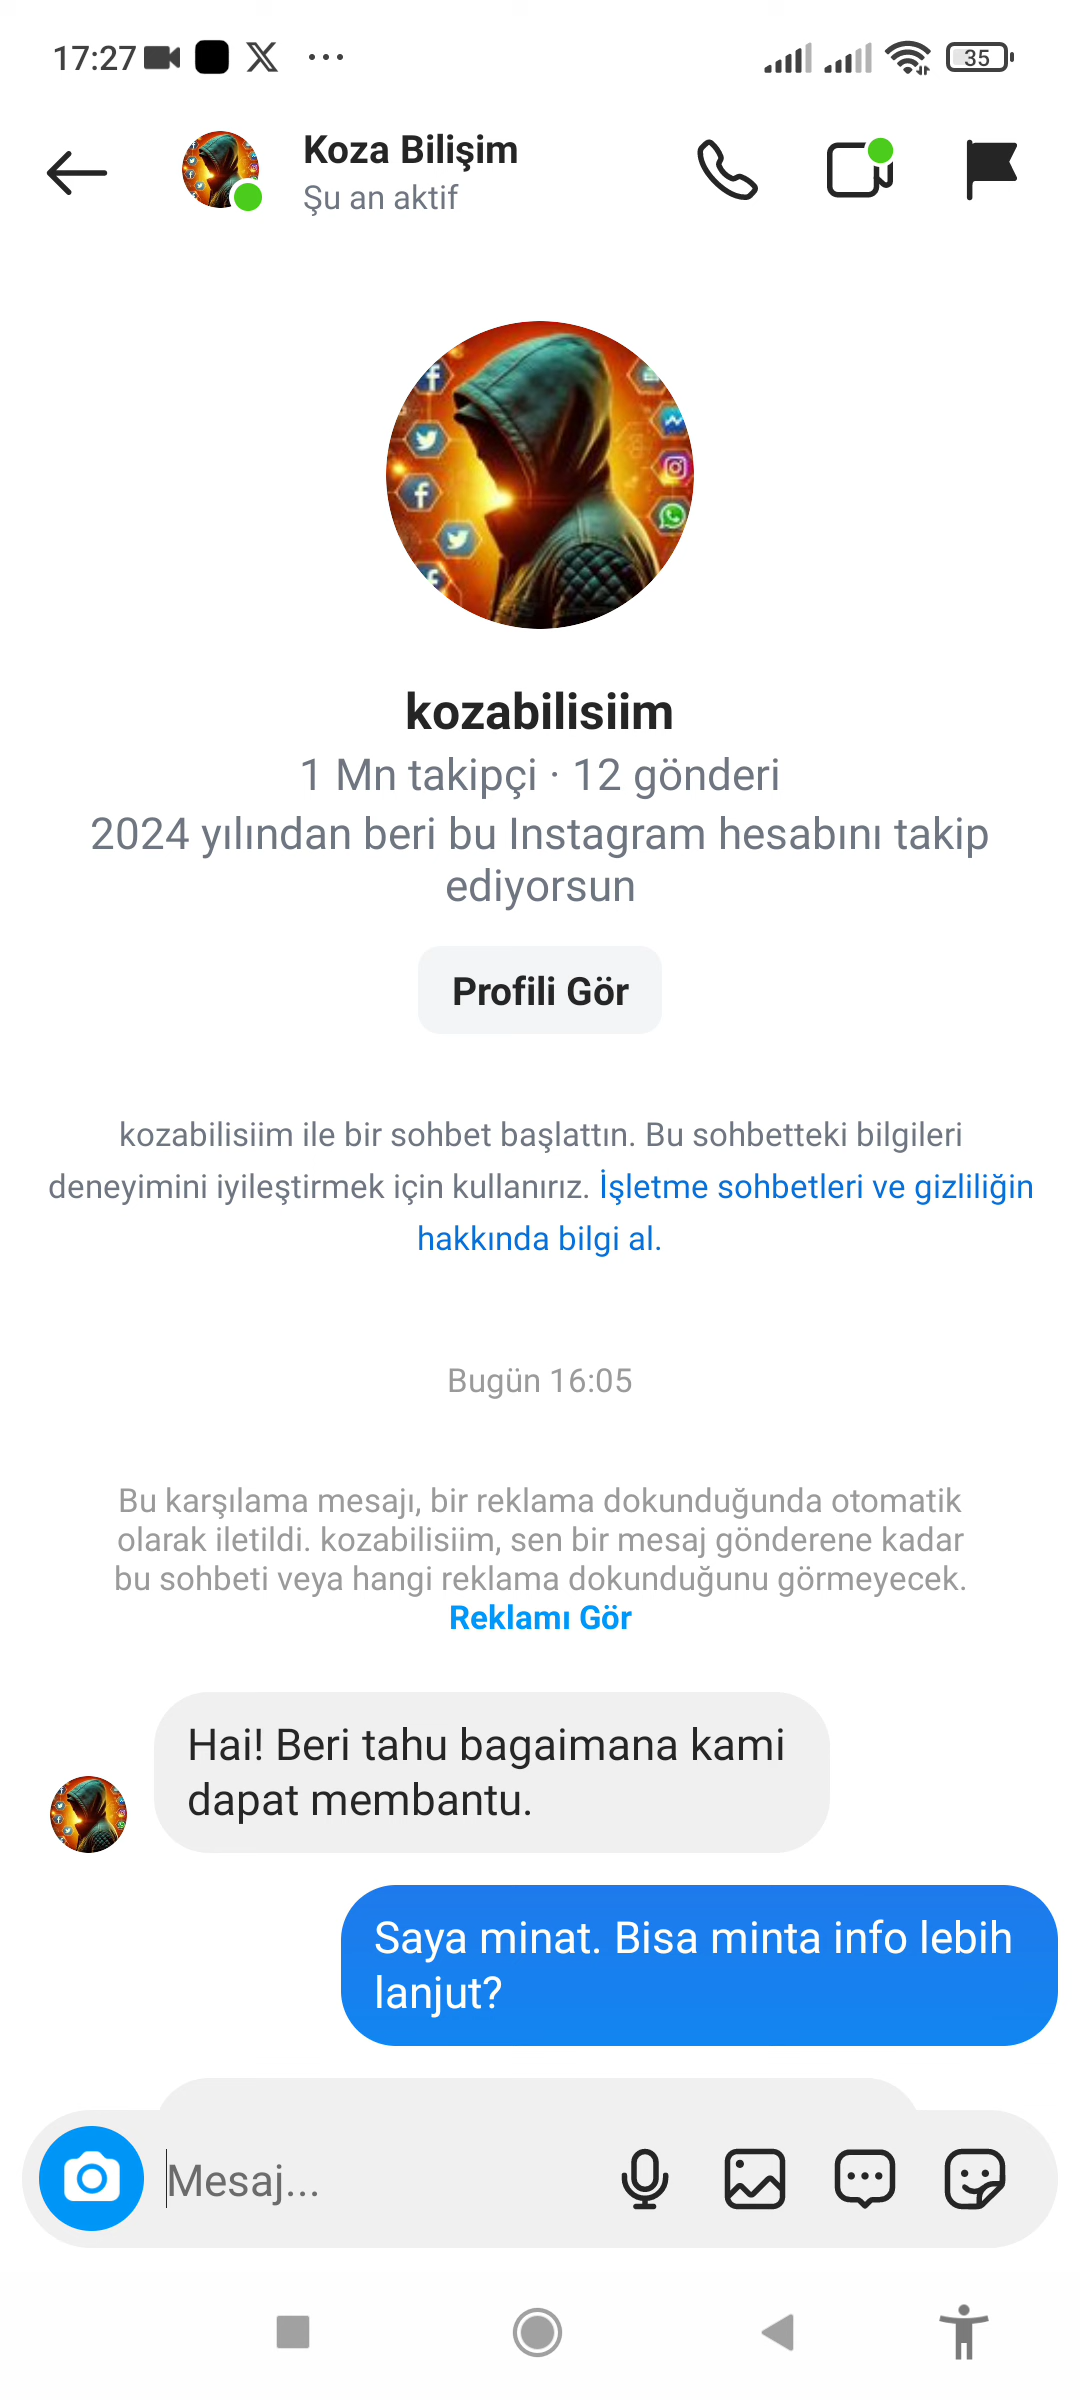 17:27
35
Koza Bilişim
Şu an aktif
kozabilisiim
1 Mn takipçi · 12 gönderi
2024 yılından beri bu Instagram hesabını takip
ediyorsun
Profili Gör
kozabilisiim ile bir sohbet başlattın. Bu sohbetteki bilgileri
deneyimini iyileştirmek için kullanırız. İşletme sohbetleri ve gizliliğin
hakkında bilgi al.
Bugün 16:05
Bu karşılama mesajı, bir reklama dokunduğunda otomatik
olarak iletildi. kozabilisiim, sen bir mesaj gönderene kadar
bu sohbeti veya hangi reklama dokunduğunu görmeyecek.
Reklamı Gör
Hai! Beri tahu bagaimana kami
dapat membantu.
Saya minat. Bisa minta info lebih
lanjut?
Mesaj...